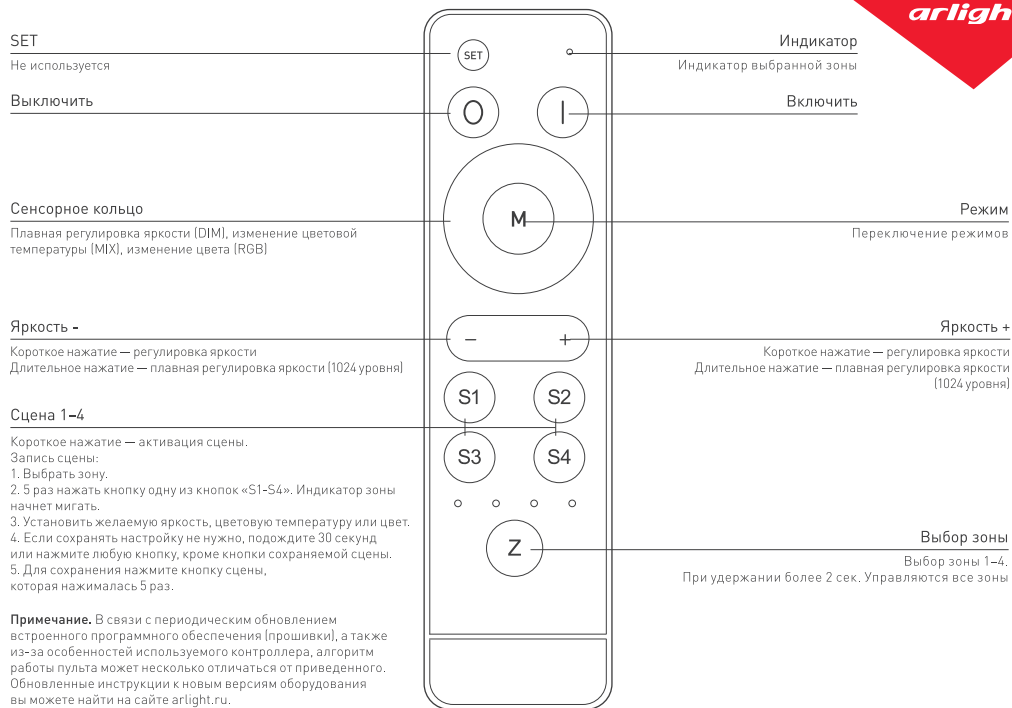 arligh
SET
Не используется
Выключить
Сенсорное кольцо
Плавная регулировка яркости (DIM), изменение цветовой
температуры (MIX), изменение цвета (RGB)
Яркость -
Короткое нажатие — регулировка яркости
Длительное нажатие — плавная регулировка яркости (1024 уровня)
Сцена 1–4
Короткое нажатие — активация сцены.
Запись сцены:
1. Выбрать зону.
2. 5 раз нажать кнопку одну из кнопок «S1-S4». Индикатор зоны
начнет мигать.
3. Установить желаемую яркость, цветовую температуру или цвет.
4. Если сохранять настройку не нужно, подождите 30 секунд
или нажмите любую кнопку, кроме кнопки сохраняемой сцены.
5. Для сохранения нажмите кнопку сцены,
которая нажималась 5 раз.
Примечание. В связи с периодическим обновлением
встроенного программного обеспечения (прошивки), а также
из-за особенностей используемого контроллера, алгоритм
работы пульта может несколько отличаться от приведенного.
Обновленные инструкции к новым версиям оборудования
вы можете найти на сайте arlight.ru.
SET
O |
M
- +
S1 S2
S3 S4
Z
Индикатор
Индикатор выбранной зоны
Включить
Режим
Переключение режимов
Яркость +
Короткое нажатие — регулировка яркости
Длительное нажатие — плавная регулировка яркости
(1024 уровня)
Выбор зоны
Выбор зоны 1–4.
При удержании более 2 сек. Управляются все зоны